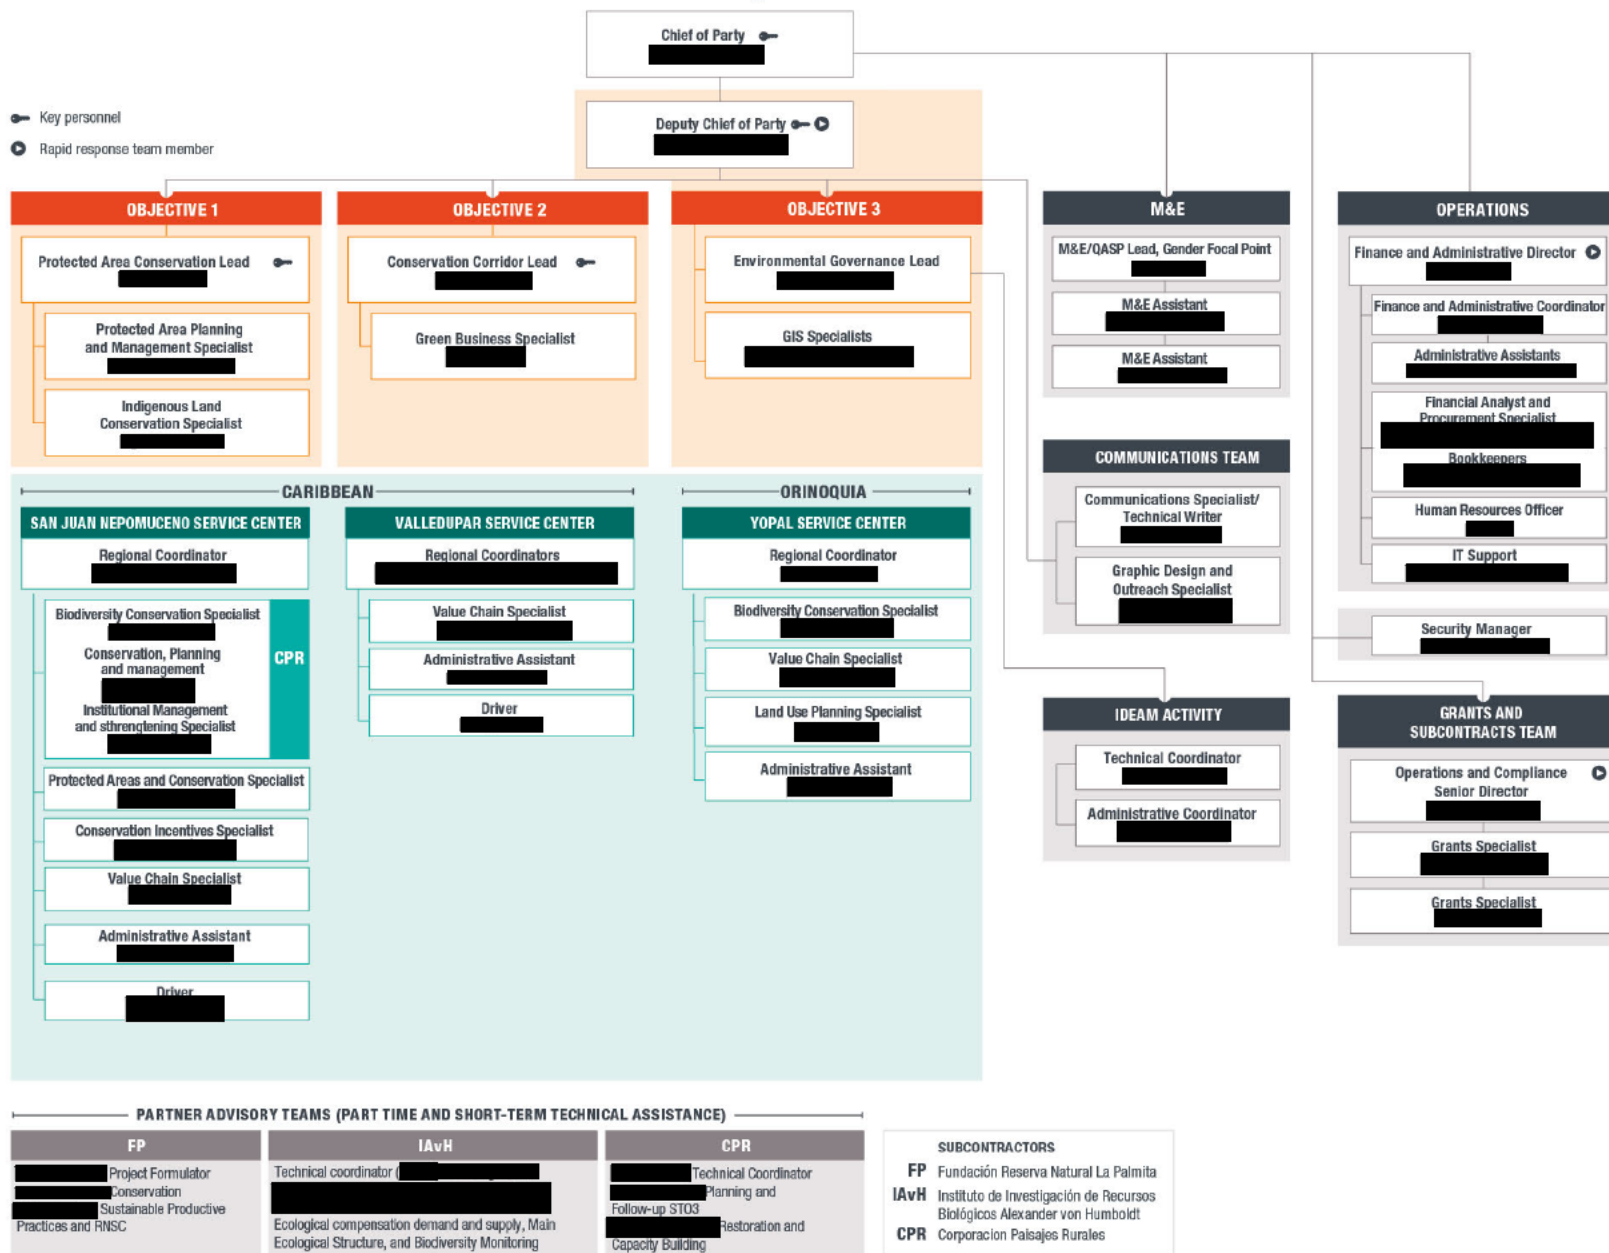 Chief of Party
Key personnel
Rapid response team member
Deputy Chief of Party
OBJECTIVE 1
Protected Area Conservation Lead
Protected Area Planning
and Management Specialist
Indigenous Land
Conservation Specialist
OBJECTIVE 2
Conservation Corridor Lead
Green Business Specialist
OBJECTIVE 3
Environmental Governance Lead
GIS Specialists
M&E
M&E/QASP Lead, Gender Focal Point
M&E Assistant
M&E Assistant
OPERATIONS
Finance and Administrative Director
Finance and Administrative Coordinator
Administrative Assistants
Financial Analyst and
Procurement Specialist
Bookkeepers
Human Resources Officer
IT Support
Security Manager
COMMUNICATIONS TEAM
Communications Specialist/
Technical Writer
Graphic Design and
Outreach Specialist
IDEAM ACTIVITY
Technical Coordinator
Administrative Coordinator
GRANTS AND
SUBCONTRACTS TEAM
Operations and Compliance
Senior Director
Grants Specialist
Grants Specialist
CARIBBEAN
SAN JUAN NEPOMUCENO SERVICE CENTER
Regional Coordinator
Biodiversity Conservation Specialist
Conservation, Planning
and management
Institutional Management
and sthrengtening Specialist
CPR
Protected Areas and Conservation Specialist
Conservation Incentives Specialist
Value Chain Specialist
Administrative Assistant
Driver
VALLEDUPAR SERVICE CENTER
Regional Coordinators
Value Chain Specialist
Administrative Assistant
Driver
ORINOQUIA
YOPAL SERVICE CENTER
Regional Coordinator
Biodiversity Conservation Specialist
Value Chain Specialist
Land Use Planning Specialist
Administrative Assistant
PARTNER ADVISORY TEAMS (PART TIME AND SHORT-TERM TECHNICAL ASSISTANCE)
FP
Project Formulator
Conservation
Sustainable Productive
Practices and RNSC
IAvH
Technical coordinator (
Ecological compensation demand and supply, Main
Ecological Structure, and Biodiversity Monitoring
CPR
Technical Coordinator
Planning and
Follow-up STO3
Restoration and
Capacity Building
SUBCONTRACTORS
FP Fundación Reserva Natural La Palmita
IAvH Instituto de Investigación de Recursos
Biológicos Alexander von Humboldt
CPR Corporacion Paisajes Rurales